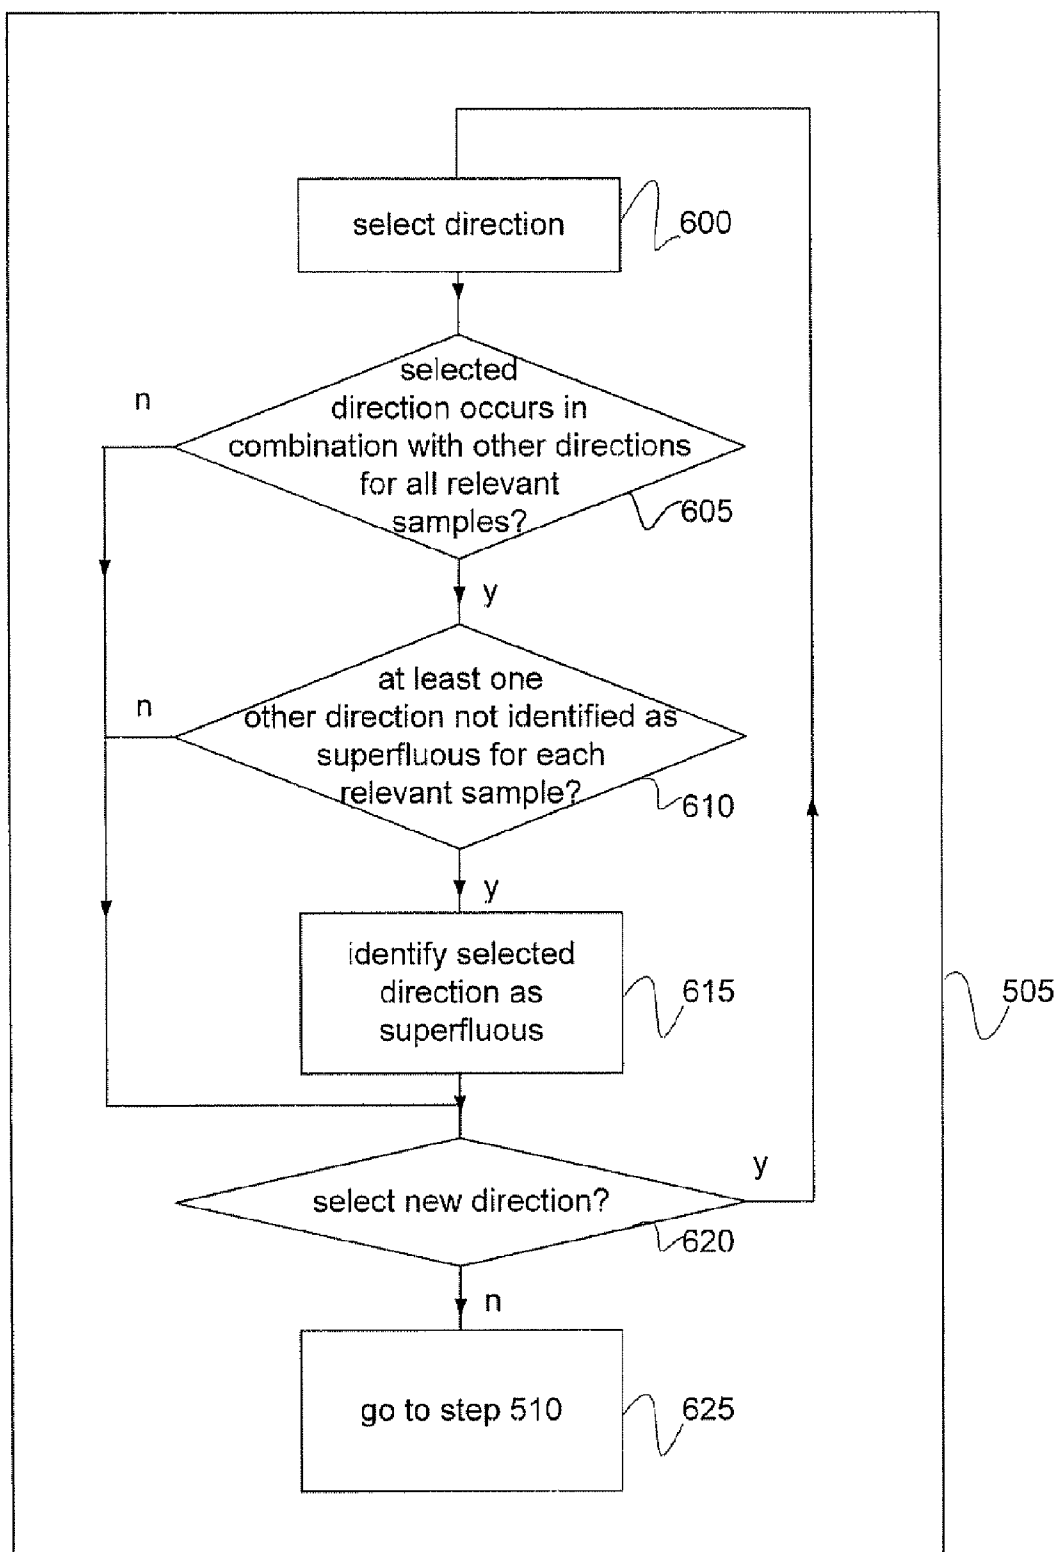 select direction
600
selected
direction occurs in
combination with other directions
for all relevant
samples?
n
605
y
at least one
other direction not identified as
superfluous for each
relevant sample?
n
610
y
identify selected
direction as
superfluous
615
505
select new direction?
y
620
n
go to step 510
625